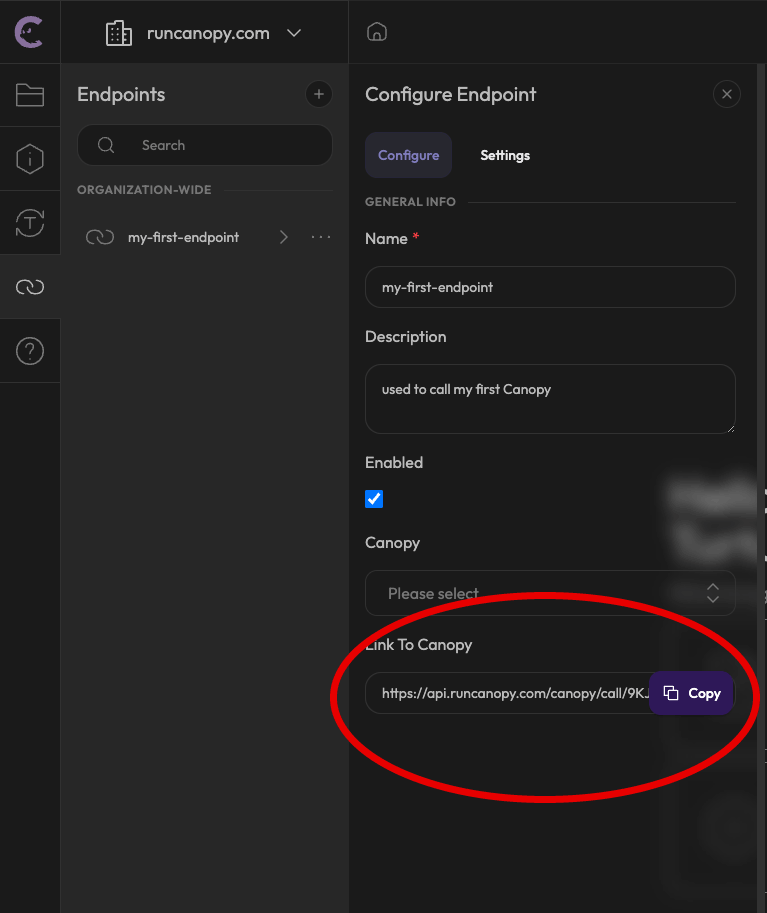 runcanopy.com
Endpoints
Search
ORGANIZATION-WIDE
my-first-endpoint
Configure Endpoint
Configure
Settings
GENERAL INFO
Name *
my-first-endpoint
Description
used to call my first Canopy
Enabled
Canopy
Please select
Link To Canopy
https://api.runcanopy.com/canopy/call/9KJ
Copy